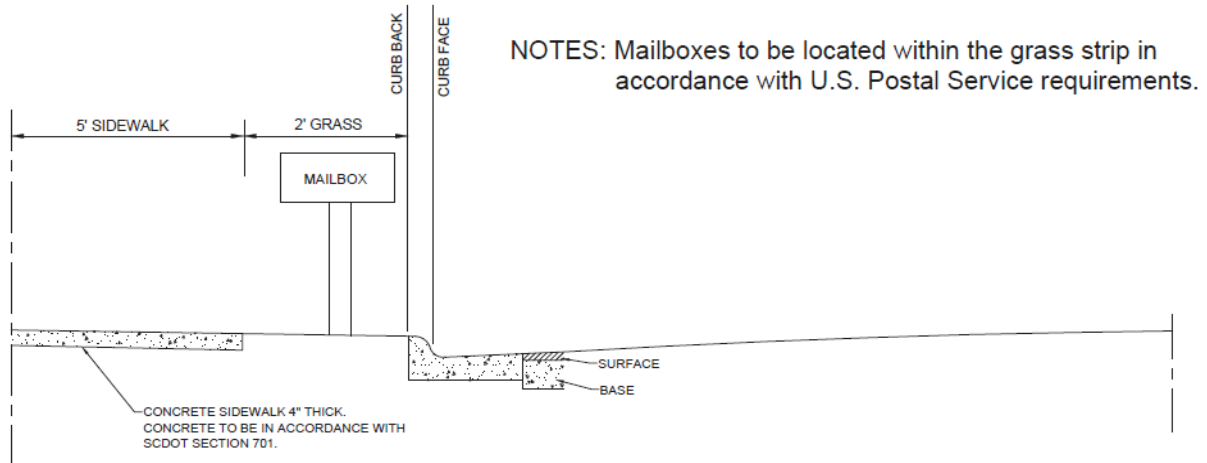 CURB BACK
CURB FACE
NOTES: Mailboxes to be located within the grass strip in
accordance with U.S. Postal Service requirements.
5' SIDEWALK
2' GRASS
MAILBOX
SURFACE
BASE
CONCRETE SIDEWALK 4" THICK.
CONCRETE TO BE IN ACCORDANCE WITH
SCDOT SECTION 701.